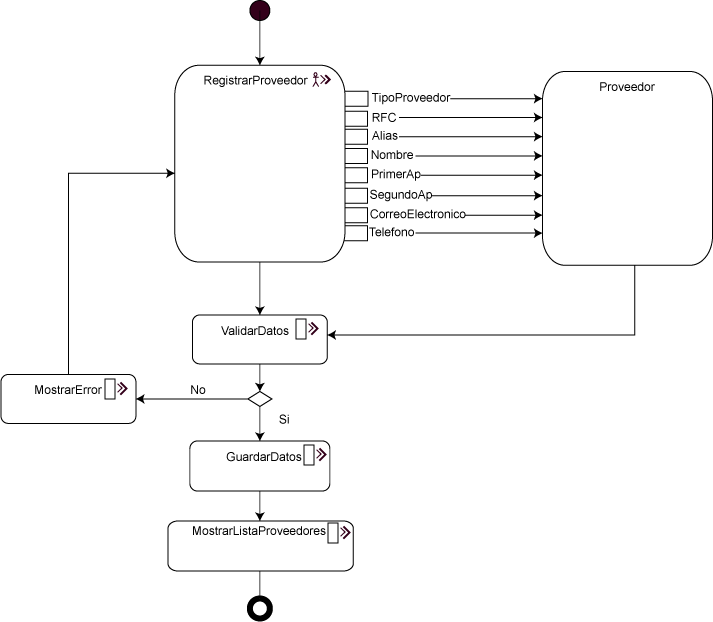 RegistrarProveedor
Proveedor
TipoProveedor
RFC
Alias
Nombre
PrimerAp
SegundoAp
CorreoElectronico
Telefono
ValidarDatos
MostrarError
No
Si
GuardarDatos
MostrarListaProveedores